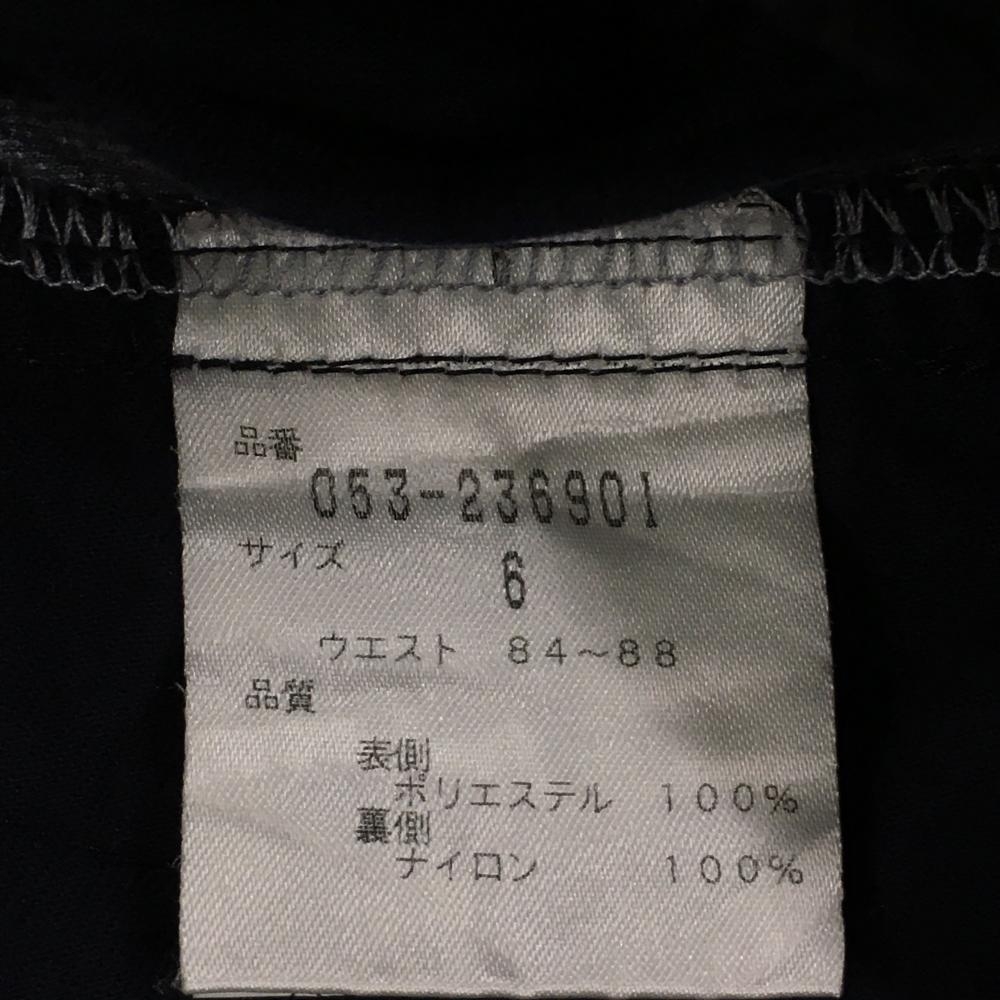 品番
053-236901
サイズ
6
ウエスト 84～88
品質
表側
ポリエステル 100%
裏側
ナイロン 100%